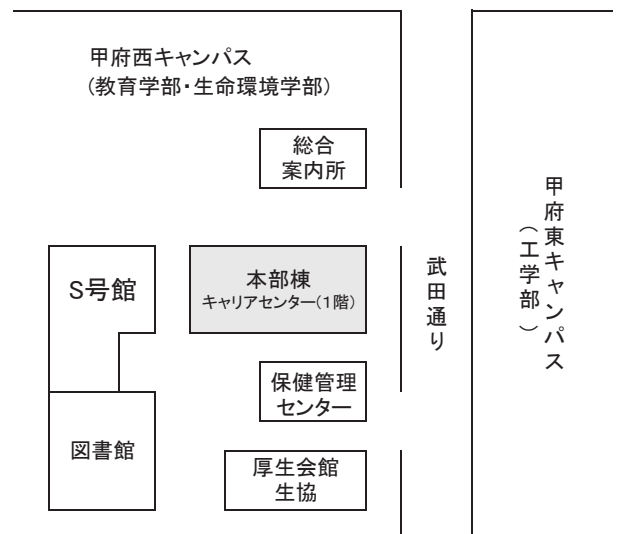 甲府西キャンパス
(教育学部・生命環境学部)
総合
案内所
S号館
本部棟
キャリアセンター(1階)
保健管理
センター
図書館
厚生会館
生協
武田通り
甲府東キャンパス
(工学部)